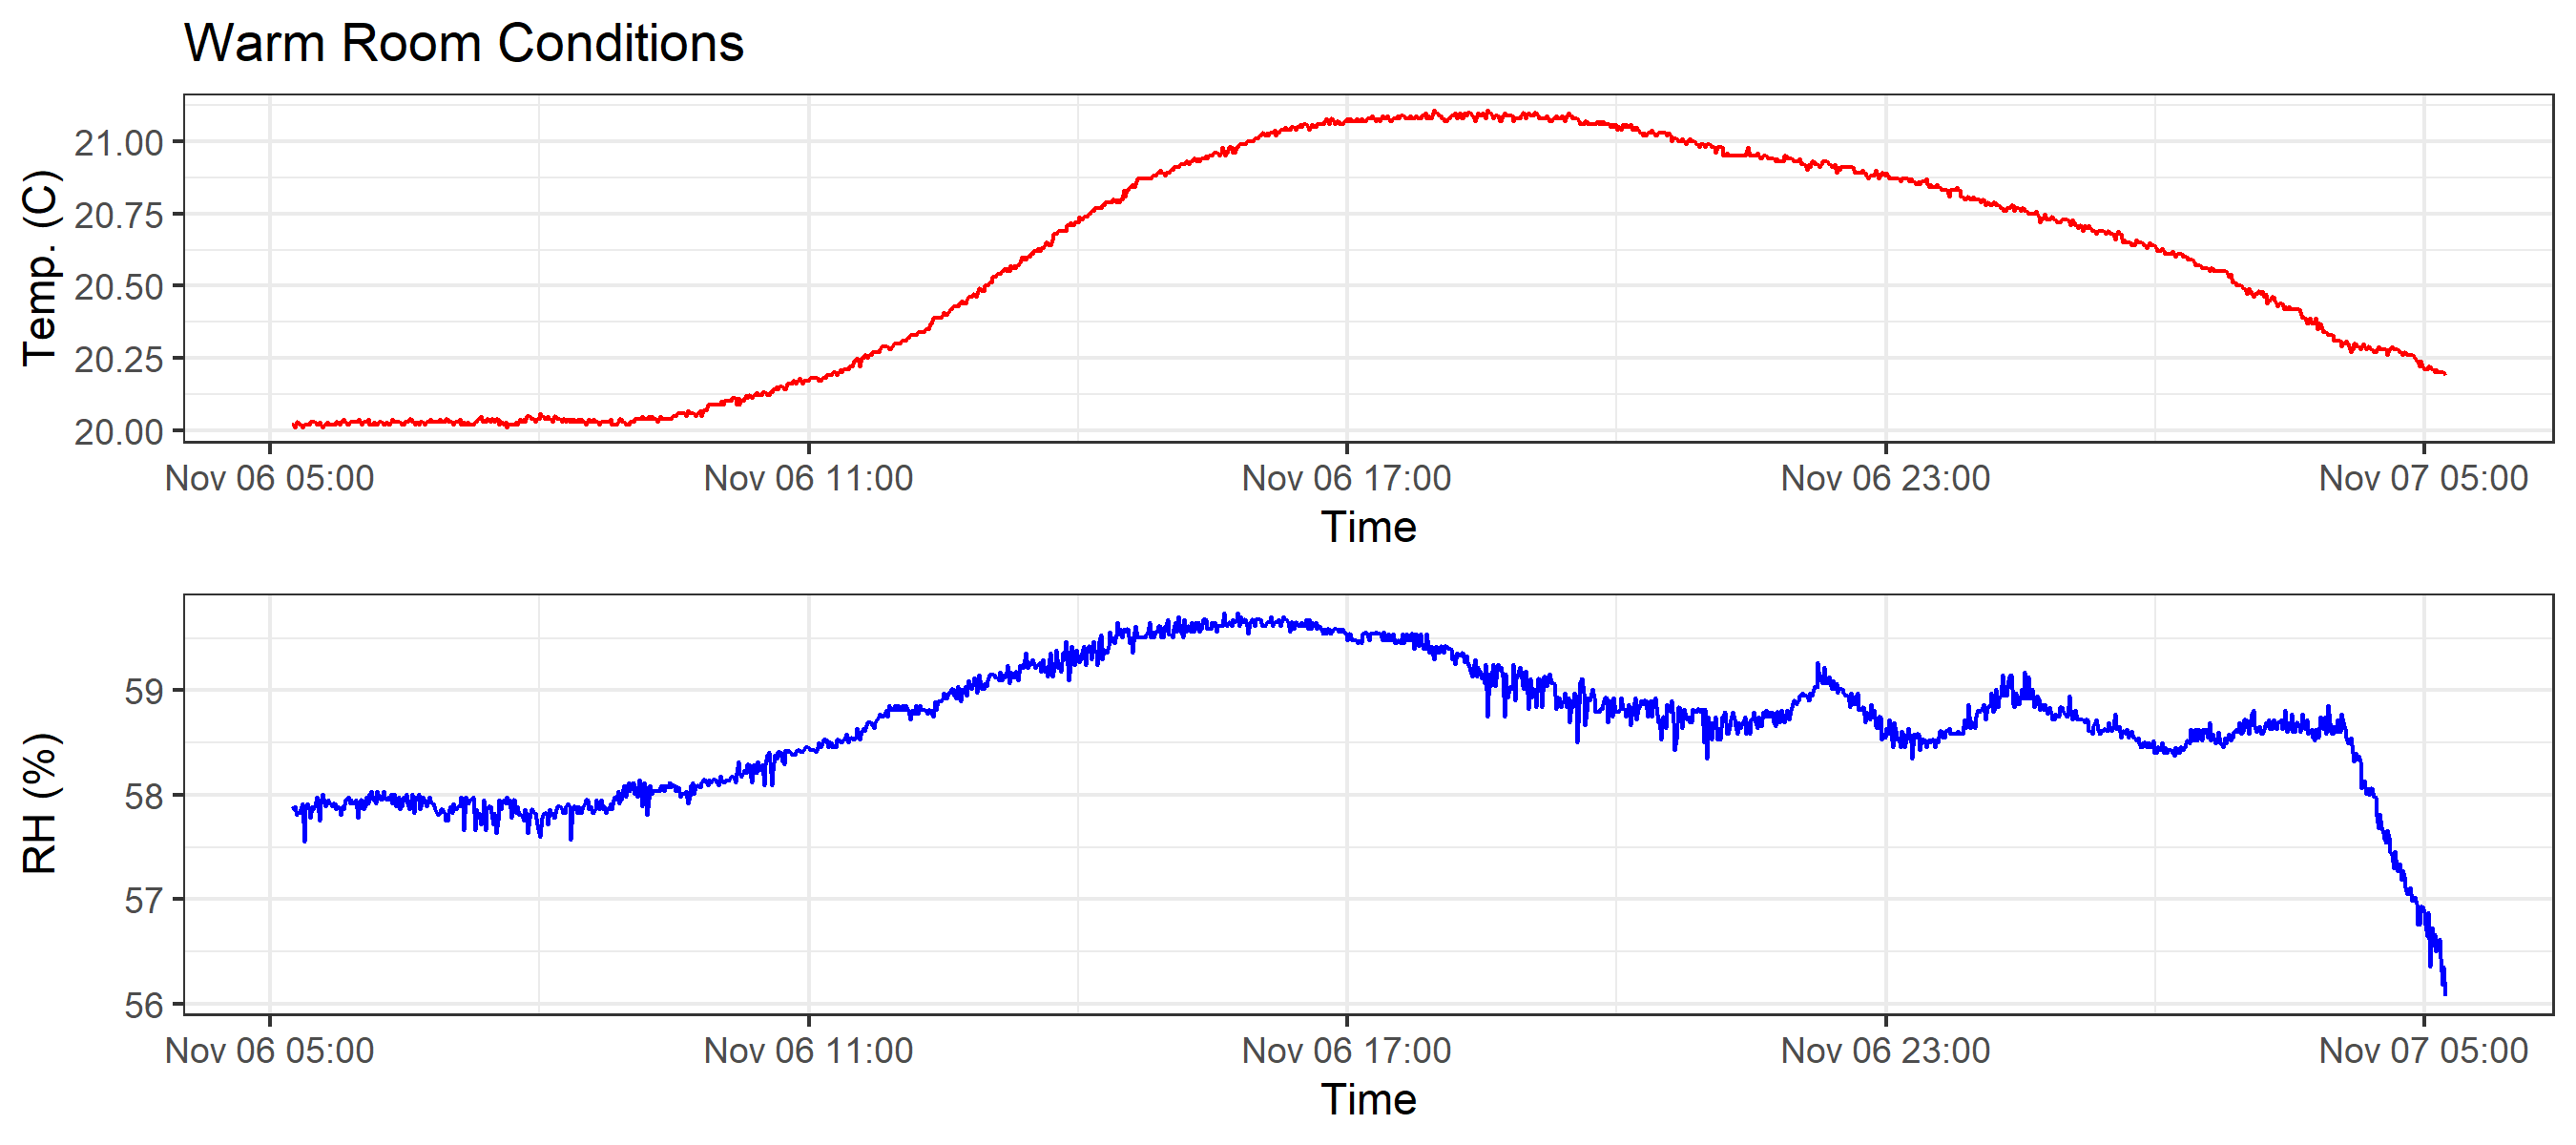 Warm Room Conditions
Temp. (C)
21.00
20.75
20.50
20.25
20.00
Nov 06 05:00 Nov 06 11:00 Nov 06 17:00 Nov 06 23:00 Nov 07 05:00
Time
RH (%)
59
58
57
56
Nov 06 05:00 Nov 06 11:00 Nov 06 17:00 Nov 06 23:00 Nov 07 05:00
Time